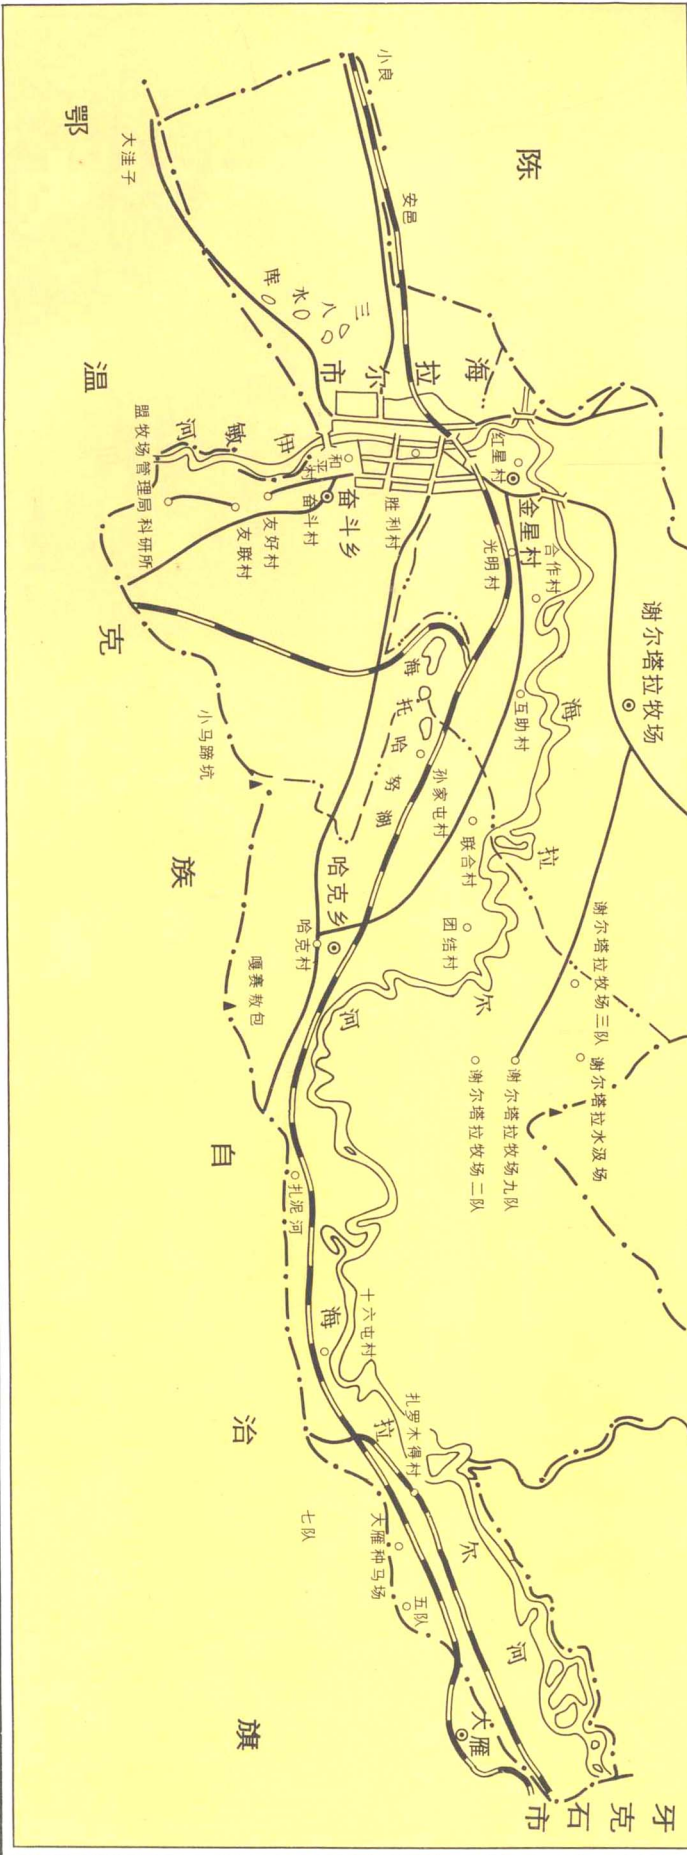 陈
小良
安邑
大洼子
三八水库
海拉尔市
伊敏河
红星村
金星村
合作村
光明村
胜利村
和平村
奋斗乡
奋斗村
友好村
友联村
盟牧场管理局科研所
谢尔塔拉牧场
海拉尔河
互助村
海托哈努湖
孙家屯村
联合村
团结村
小马蹄坑
哈克乡
哈克村
嘎赛敖包
谢尔塔拉牧场三队
谢尔塔拉水汲场
谢尔塔拉牧场九队
谢尔塔拉牧场二队
扎泥河
海拉尔河
十六屯村
扎罗木得村
七队
大雁种马场
五队
大雁
牙克石市
鄂温克族自治旗